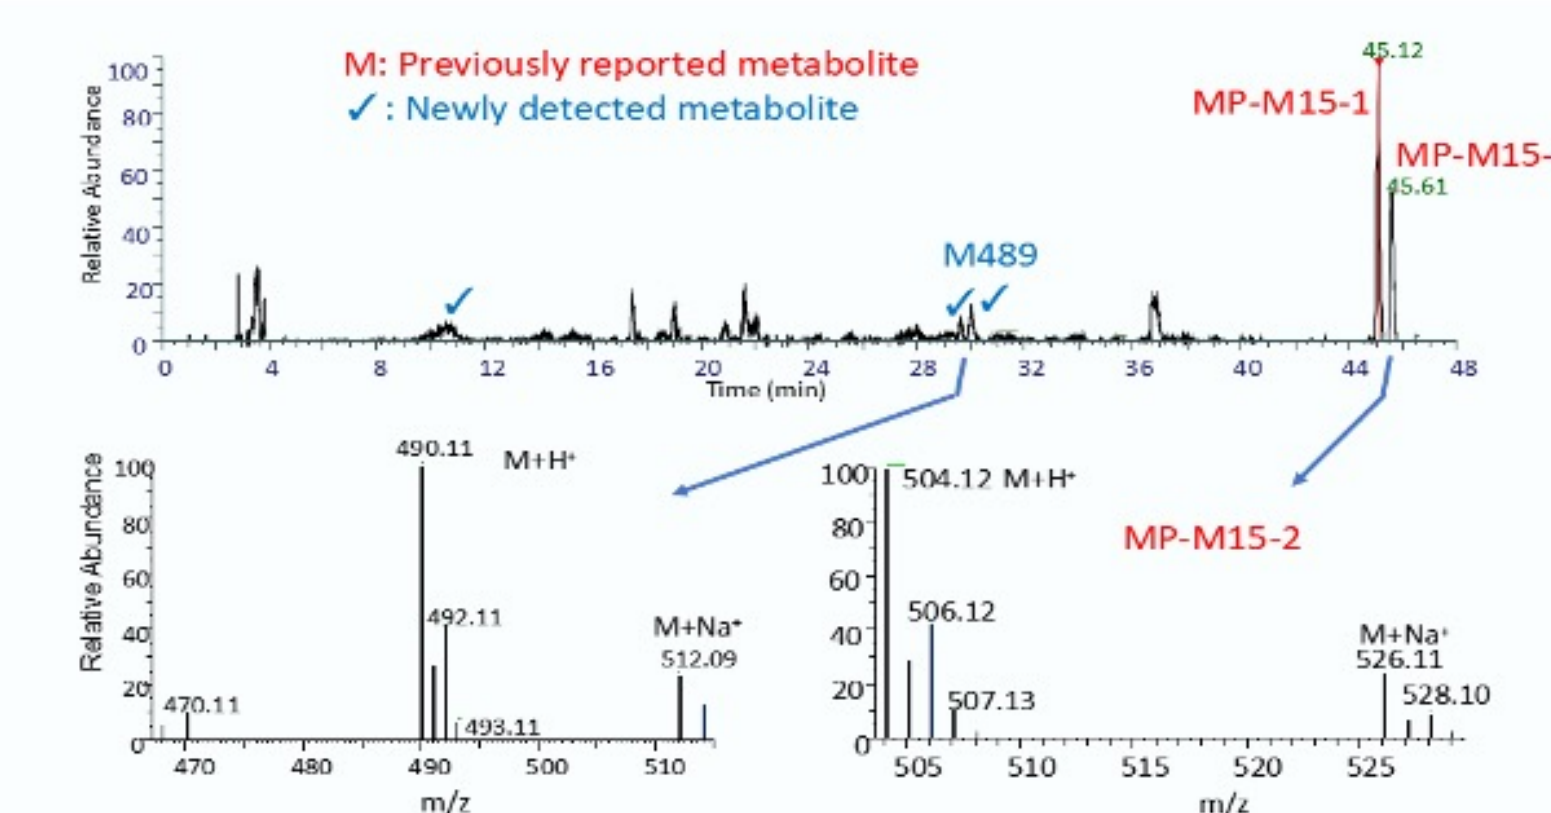 M: Previously reported metabolite
✓: Newly detected metabolite
45.12
MP-M15-1
MP-M15-
45.61
M489
Relative Abundance
100
80
60
40
20
0
0 4 8 12 16 20 24 28 32 36 40 44 48
Time (min)
Relative Abundance
100
80
60
40
20
0
490.11
M+H+
492.11
470.11
493.11
M+Na+
512.09
470 480 490 500 510
m/z
100
80
60
40
20
0
504.12 M+H+
MP-M15-2
506.12
507.13
M+Na+
526.11
528.10
505 510 515 520 525
m/z